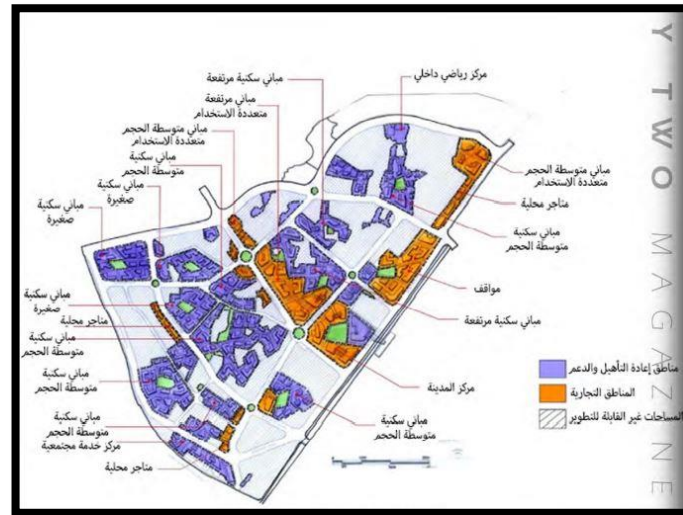 مركز رياضي داخلي
مباني سكنية مرتفعة
مباني مرتفعة
متعددة الاستخدام
مباني متوسطة الحجم
متعددة الاستخدام
مباني سكنية
متوسطة الحجم
مباني سكنية
صغيرة
مباني سكنية
صغيرة
مباني سكنية
صغيرة
متاجر محلية
مباني سكنية
متوسطة الحجم
مباني سكنية
متوسطة الحجم
مباني سكنية
متوسطة الحجم
مركز خدمة مجتمعية
متاجر محلية
مباني متوسطة الحجم
متعددة الاستخدام
متاجر محلية
مباني سكنية
متوسطة الحجم
مواقف
مباني سكنية مرتفعة
مركز المدينة
مباني سكنية
متوسطة الحجم
مناطق إعادة التأهيل والدعم
المناطق التجارية
المساحات غير القابلة للتطوير
Y TWO MAGAZINE